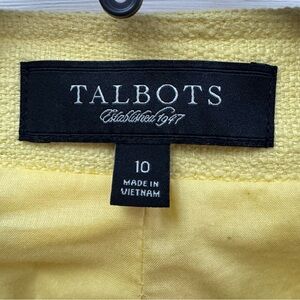 TALBOTS
Established 1947
10
MADE IN
VIETNAM